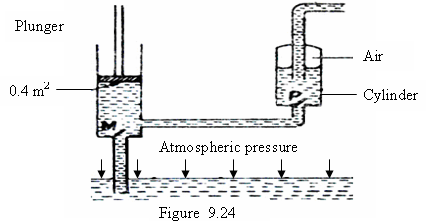 Plunger
Air
0.4 m²
Cylinder
M
P
Atmospheric pressure
Figure 9.24